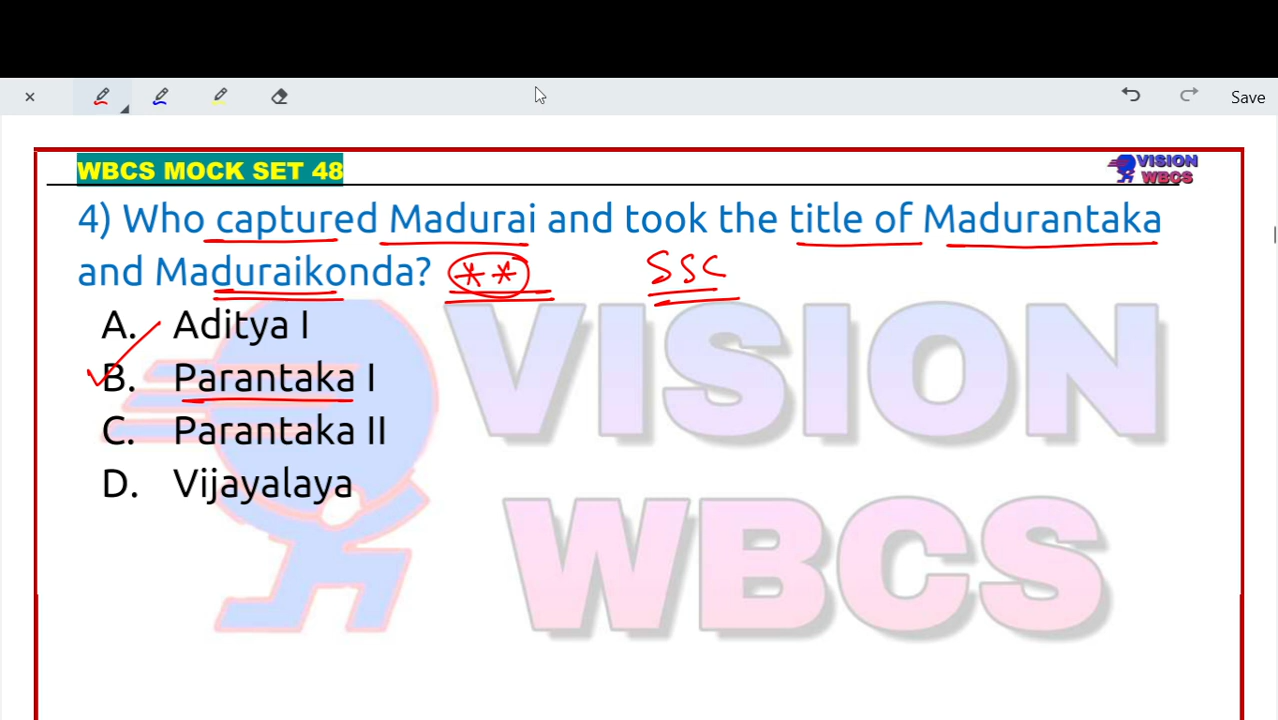 Save
WBCS MOCK SET 48
VISION
WBCS
4) Who captured Madurai and took the title of Madurantaka
and Maduraikonda? ** SSC
A. Aditya I
B. Parantaka I
C. Parantaka II
D. Vijayalaya
VISION
WBCS